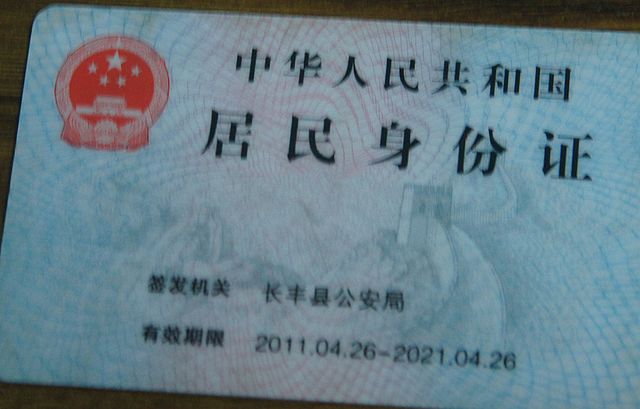 中华人民共和国
居民身份证
签发机关 长丰县公安局
有效期限 2011.04.26-2021.04.26